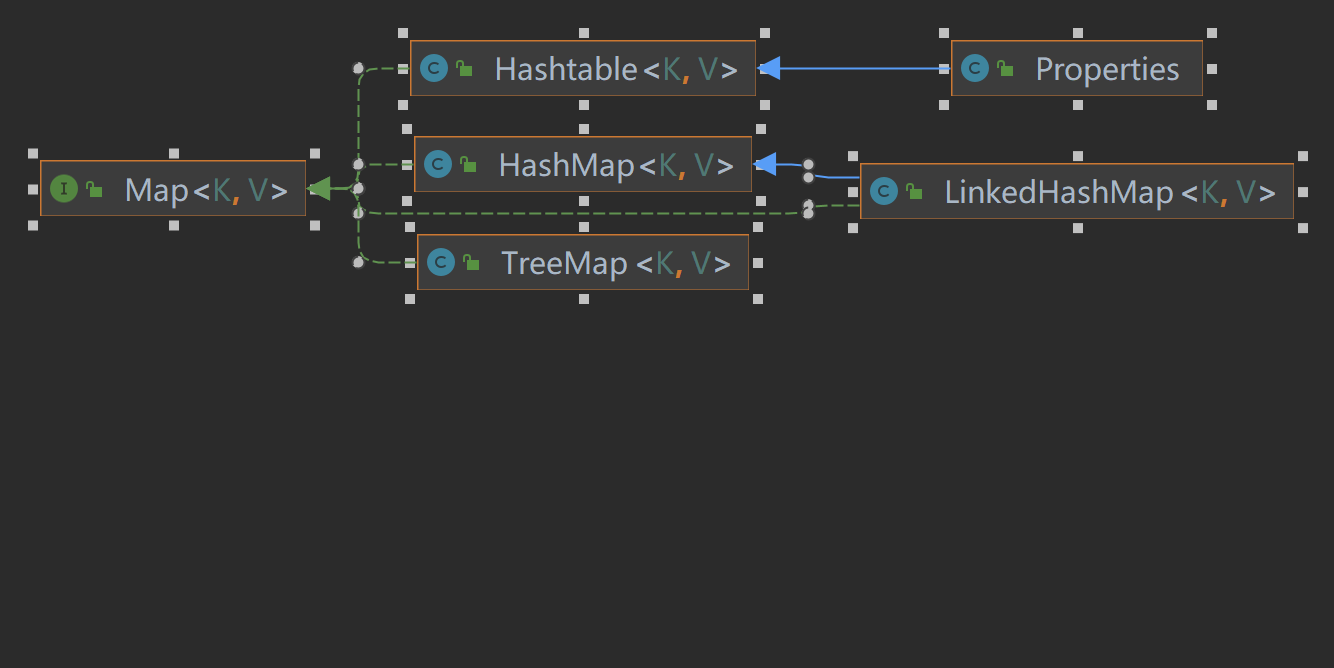 C Hashtable<K, V>
C Properties
C HashMap<K, V>
I Map<K, V>
C LinkedHashMap<K, V>
C TreeMap<K, V>